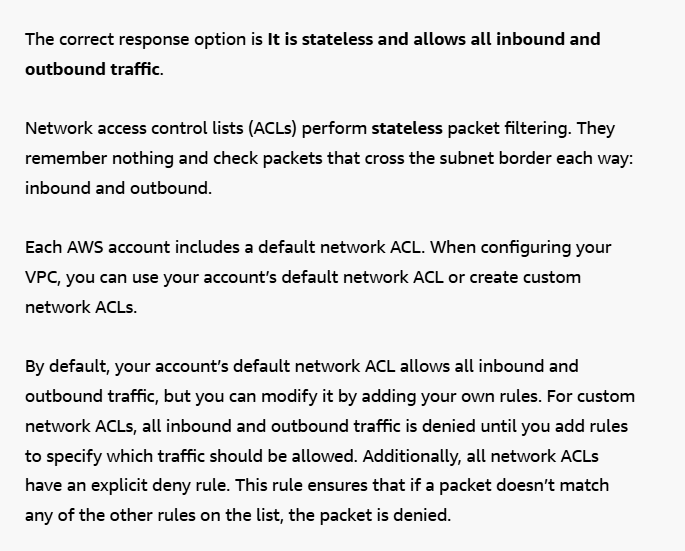 The correct response option is It is stateless and allows all inbound and
outbound traffic.
Network access control lists (ACLs) perform stateless packet filtering. They
remember nothing and check packets that cross the subnet border each way:
inbound and outbound.
Each AWS account includes a default network ACL. When configuring your
VPC, you can use your account’s default network ACL or create custom
network ACLs.
By default, your account’s default network ACL allows all inbound and
outbound traffic, but you can modify it by adding your own rules. For custom
network ACLs, all inbound and outbound traffic is denied until you add rules
to specify which traffic should be allowed. Additionally, all network ACLs
have an explicit deny rule. This rule ensures that if a packet doesn’t match
any of the other rules on the list, the packet is denied.